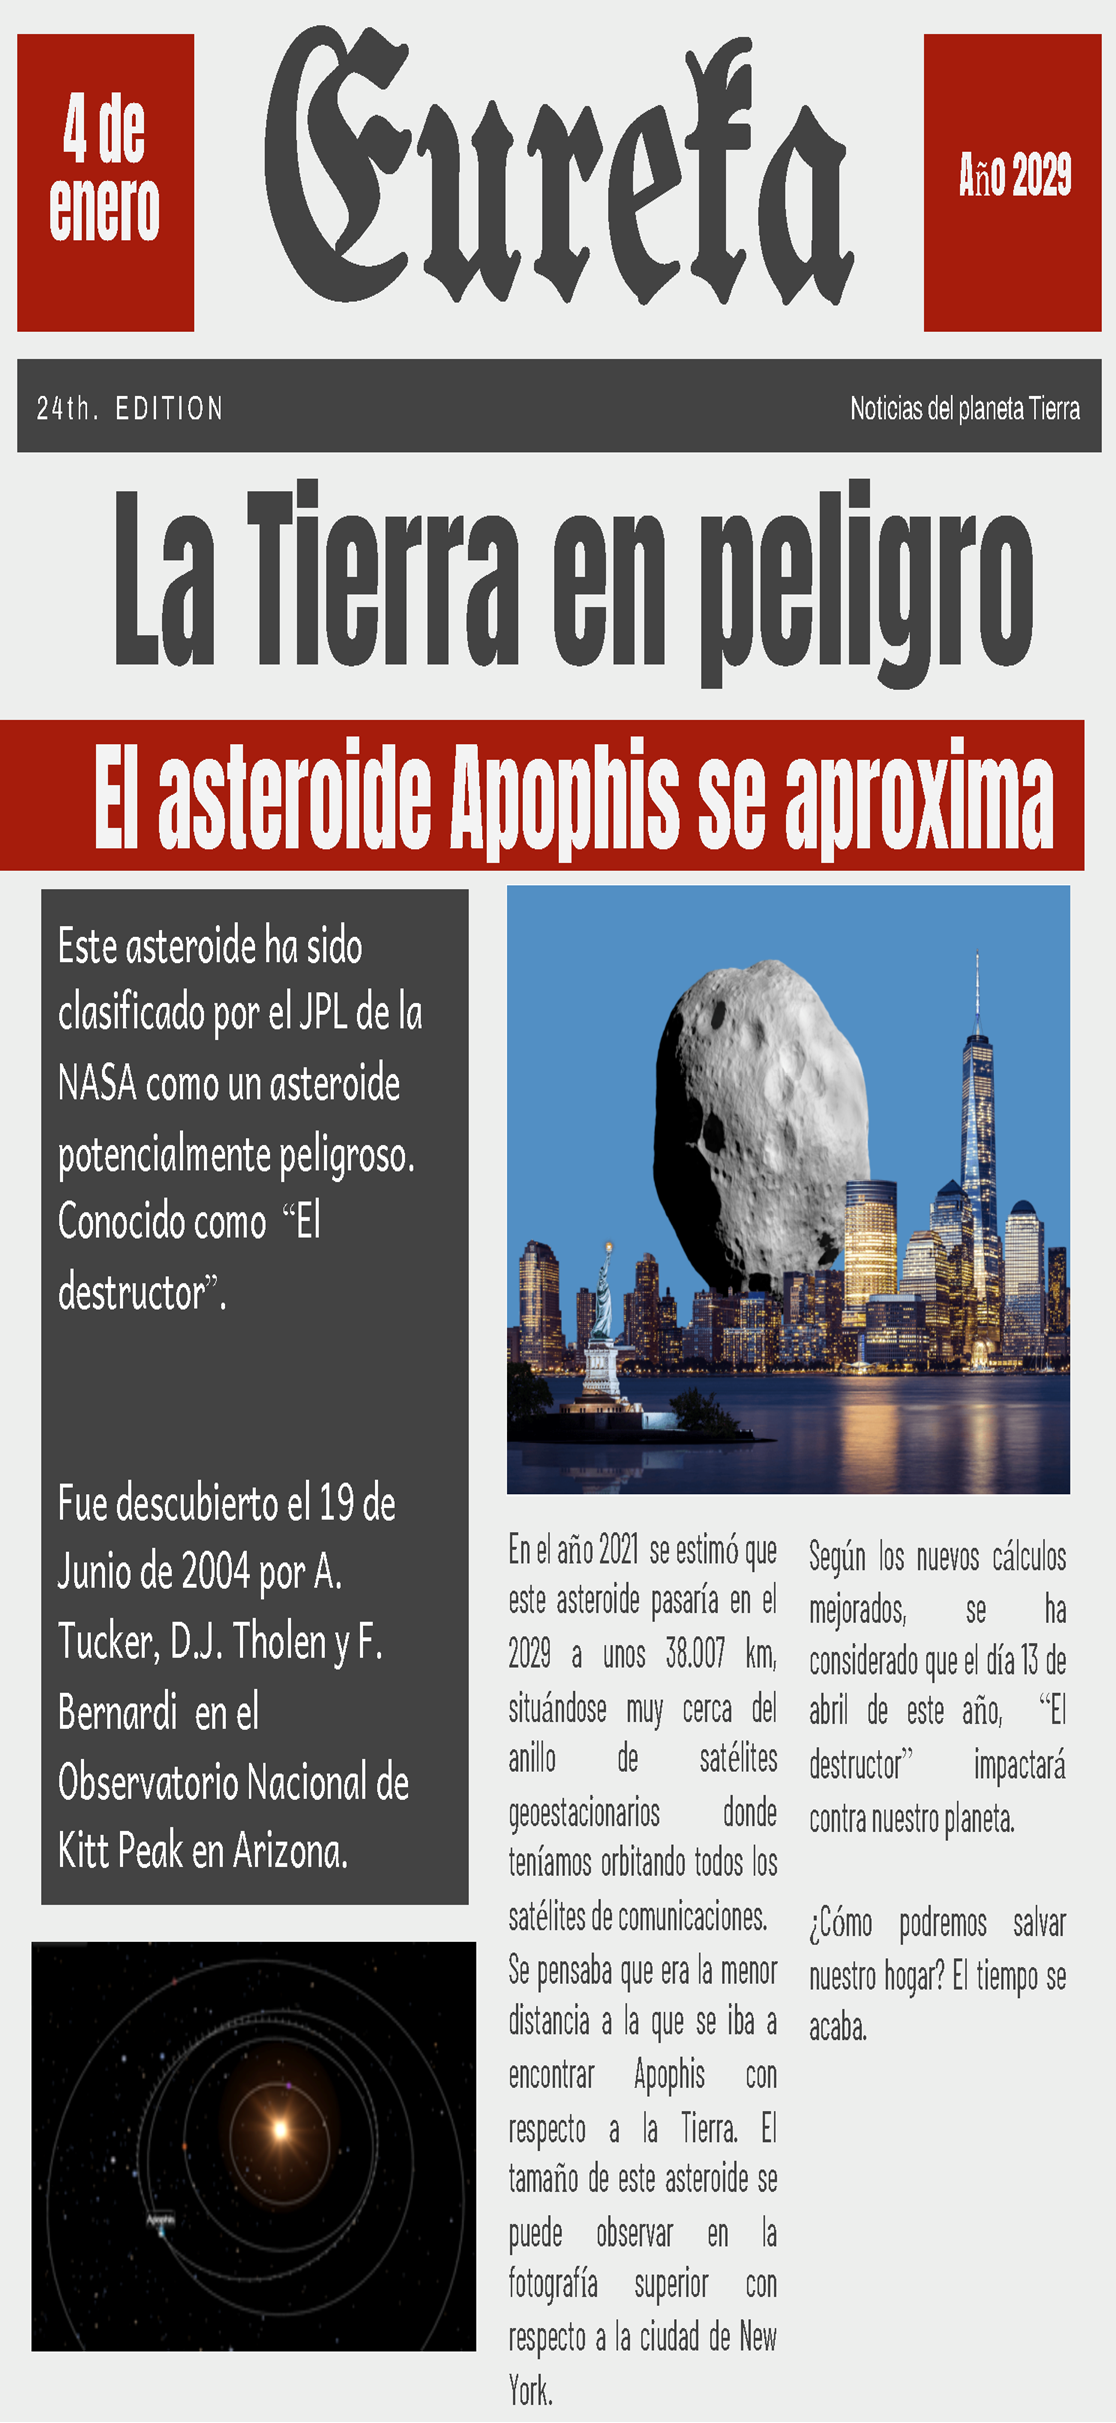 4 de
enero
Eureka
Año 2029
24th. EDITION
Noticias del planeta Tierra
La Tierra en peligro
El asteroide Apophis se aproxima
Este asteroide ha sido
clasificado por el JPL de la
NASA como un asteroide
potencialmente peligroso.
Conocido como “El
destructor”.
Fue descubierto el 19 de
Junio de 2004 por A.
Tucker, D.J. Tholen y F.
Bernardi en el
Observatorio Nacional de
Kitt Peak en Arizona.
Apophis
En el año 2021 se estimó que
este asteroide pasaría en el
2029 a unos 38.007 km,
situándose muy cerca del
anillo de satélites
geoestacionarios donde
teníamos orbitando todos los
satélites de comunicaciones.
Se pensaba que era la menor
distancia a la que se iba a
encontrar Apophis con
respecto a la Tierra. El
tamaño de este asteroide se
puede observar en la
fotografía superior con
respecto a la ciudad de New
York.
Según los nuevos cálculos
mejorados, se ha
considerado que el día 13 de
abril de este año, “El
destructor” impactará
contra nuestro planeta.
¿Cómo podremos salvar
nuestro hogar? El tiempo se
acaba.